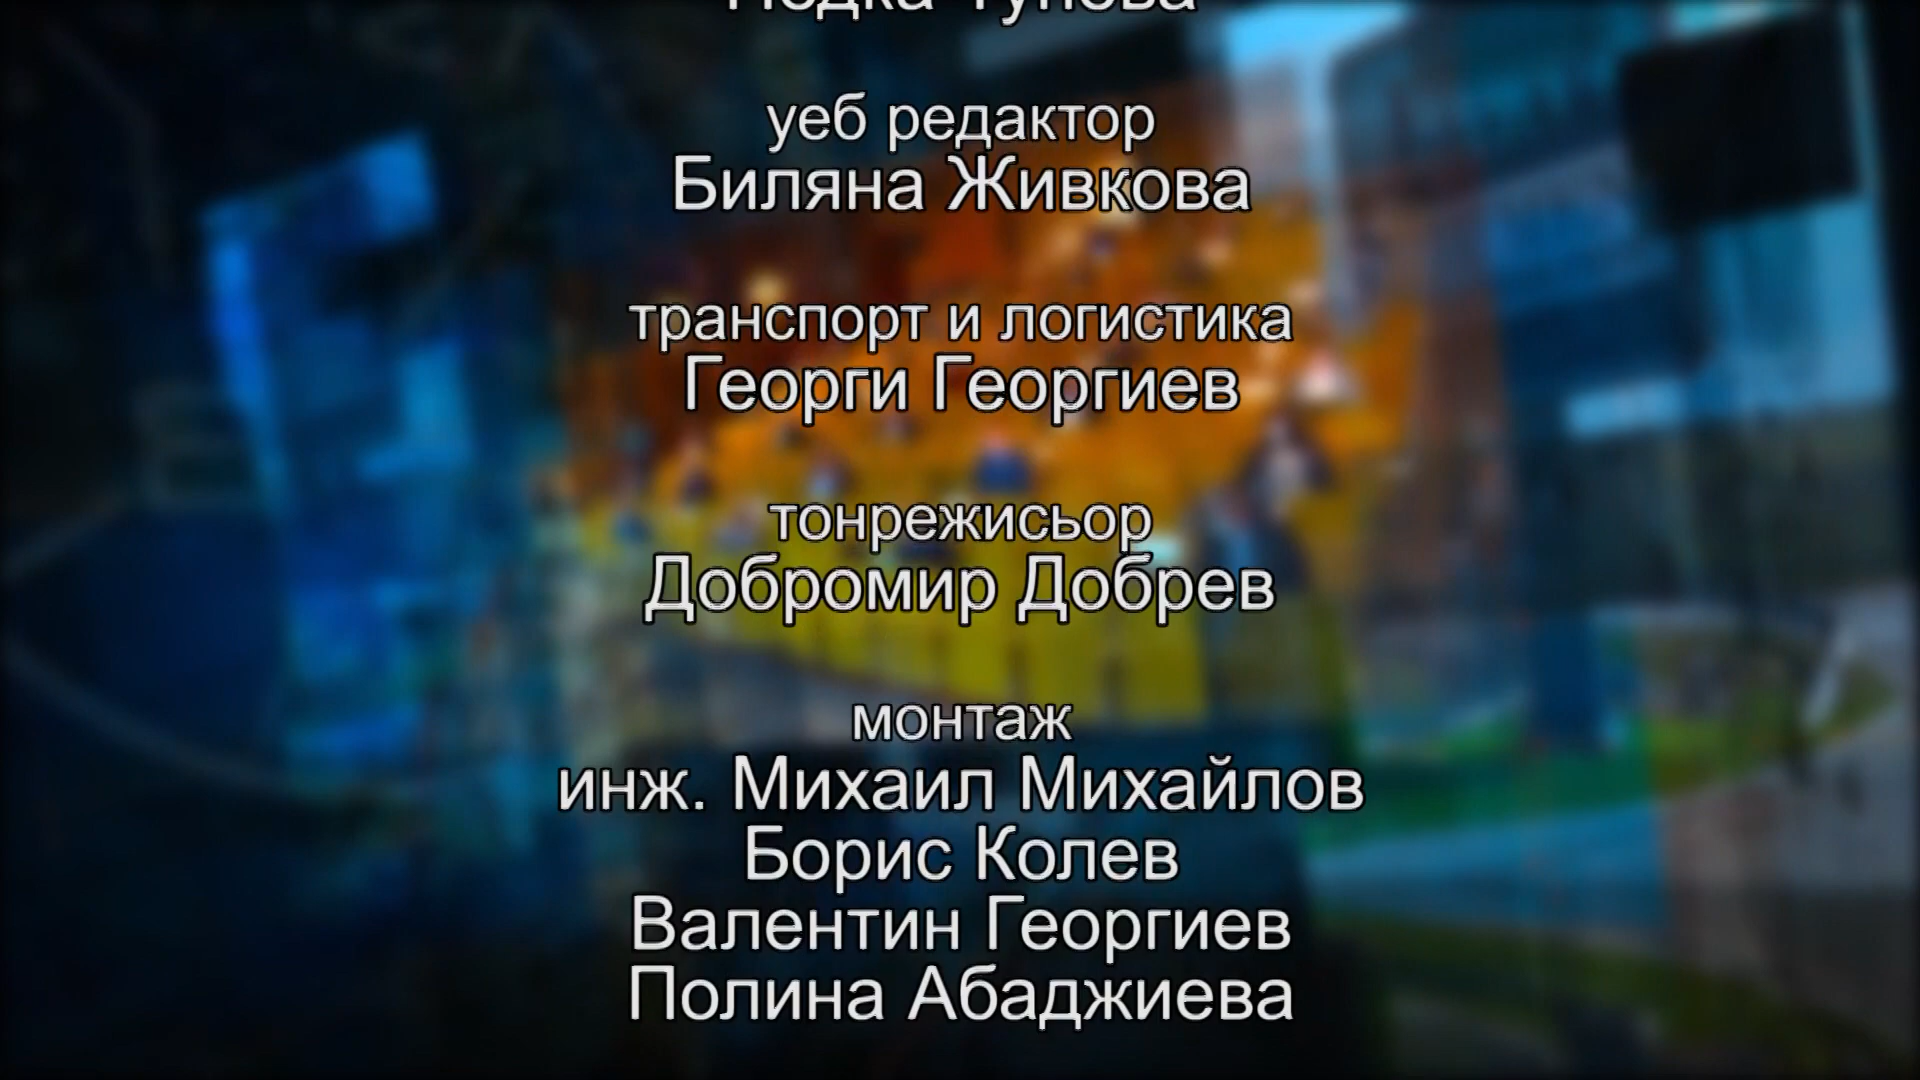 уеб редактор
Биляна Живкова
транспорт и логистика
Георги Георгиев
тонрежисьор
Добромир Добрев
монтаж
инж. Михаил Михайлов
Борис Колев
Валентин Георгиев
Полина Абаджиева